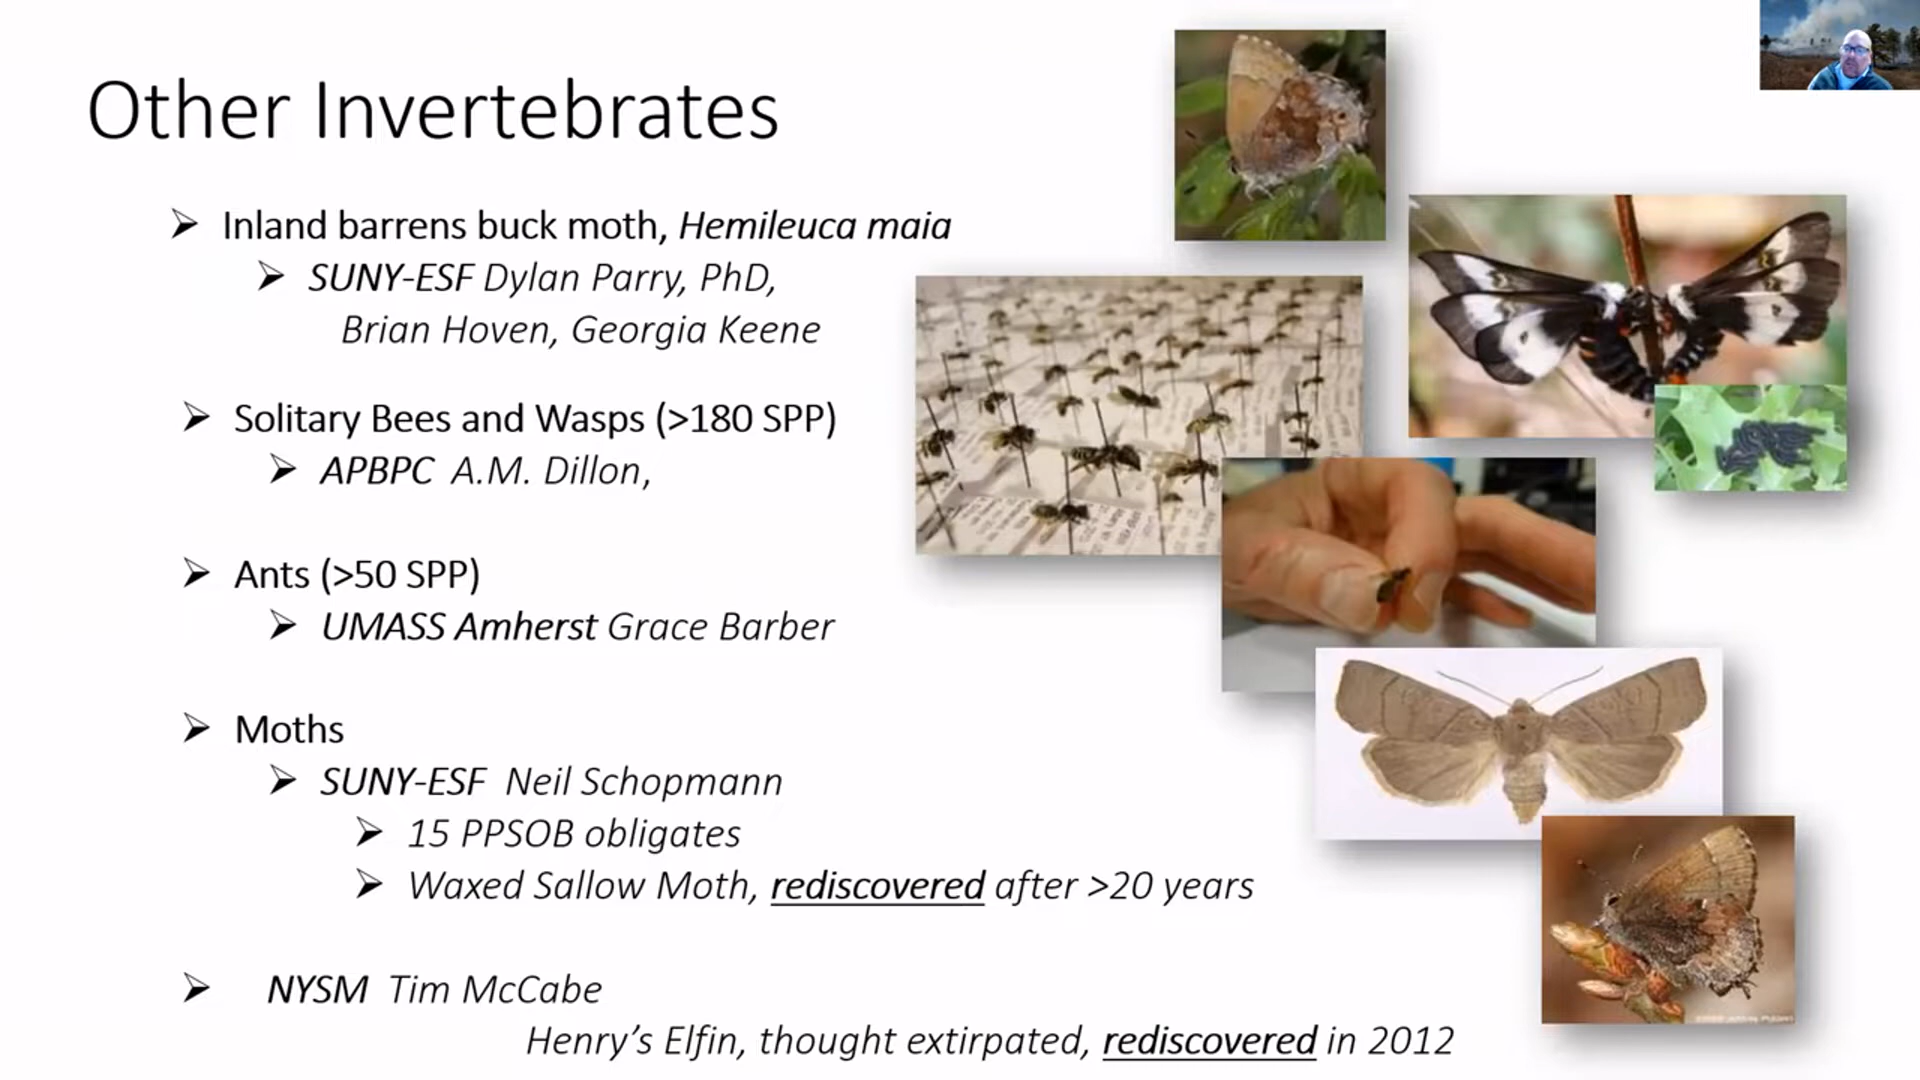 Other Invertebrates
Inland barrens buck moth, Hemileuca maia
SUNY-ESF Dylan Parry, PhD,
Brian Hoven, Georgia Keene
Solitary Bees and Wasps (>180 SPP)
APBPC A.M. Dillon,
Ants (>50 SPP)
UMASS Amherst Grace Barber
Moths
SUNY-ESF Neil Schopmann
15 PPSOB obligates
Waxed Sallow Moth, rediscovered after >20 years
NYSM Tim McCabe
Henry’s Elfin, thought extirpated, rediscovered in 2012